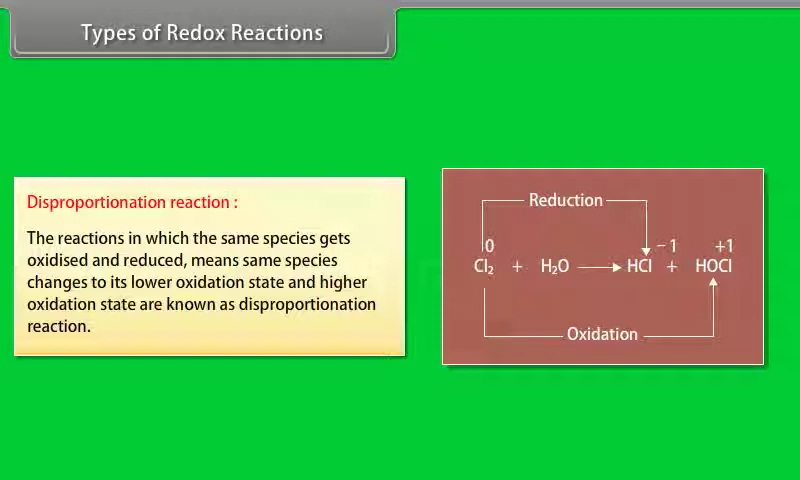 Types of Redox Reactions
Disproportionation reaction :
The reactions in which the same species gets
oxidised and reduced, means same species
changes to its lower oxidation state and higher
oxidation state are known as disproportionation
reaction.
Reduction
0 −1 +1
Cl₂ + H₂O ⟶ HCl + HOCl
Oxidation